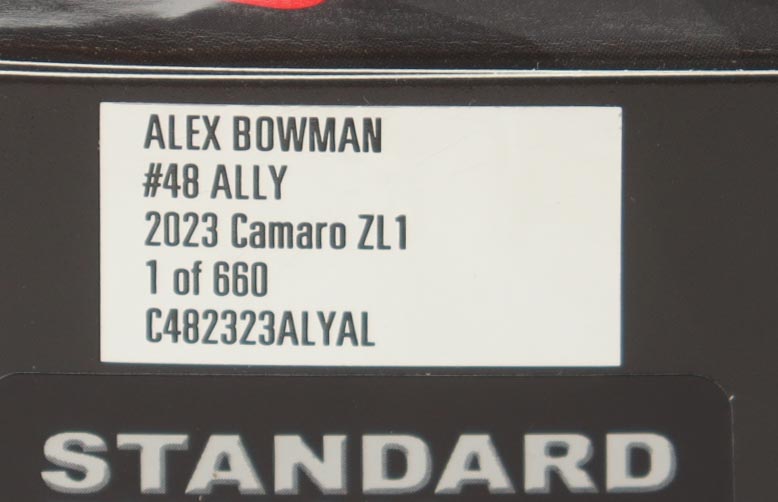 ALEX BOWMAN
#48 ALLY
2023 Camaro ZL1
1 of 660
C482323ALYAL
STANDARD